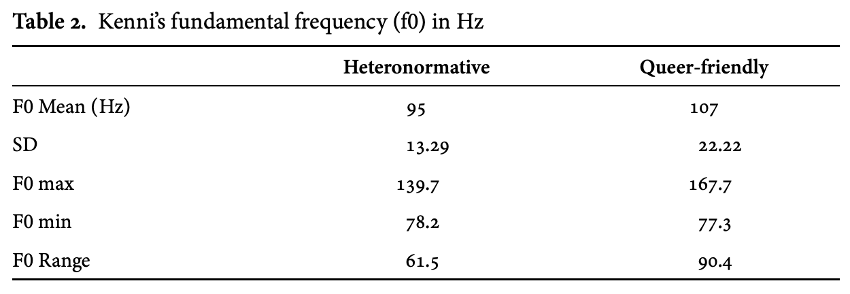 Table 2. Kenni’s fundamental frequency (f0) in Hz
Heteronormative Queer-friendly
F0 Mean (Hz) 95 107
SD 13.29 22.22
F0 max 139.7 167.7
F0 min 78.2 77.3
F0 Range 61.5 90.4